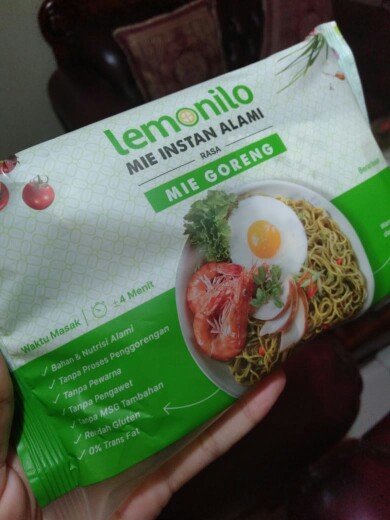 lemonilo
MIE INSTAN ALAMI
RASA
MIE GORENG
Waktu Masak
±4 Menit
✓ Bahan & Nutrisi Alami
✓ Tanpa Proses Penggorengan
✓ Tanpa Pewarna
✓ Tanpa Pengawet
✓ Tanpa MSG Tambahan
✓ Rendah Gluten
✓ 0% Trans Fat